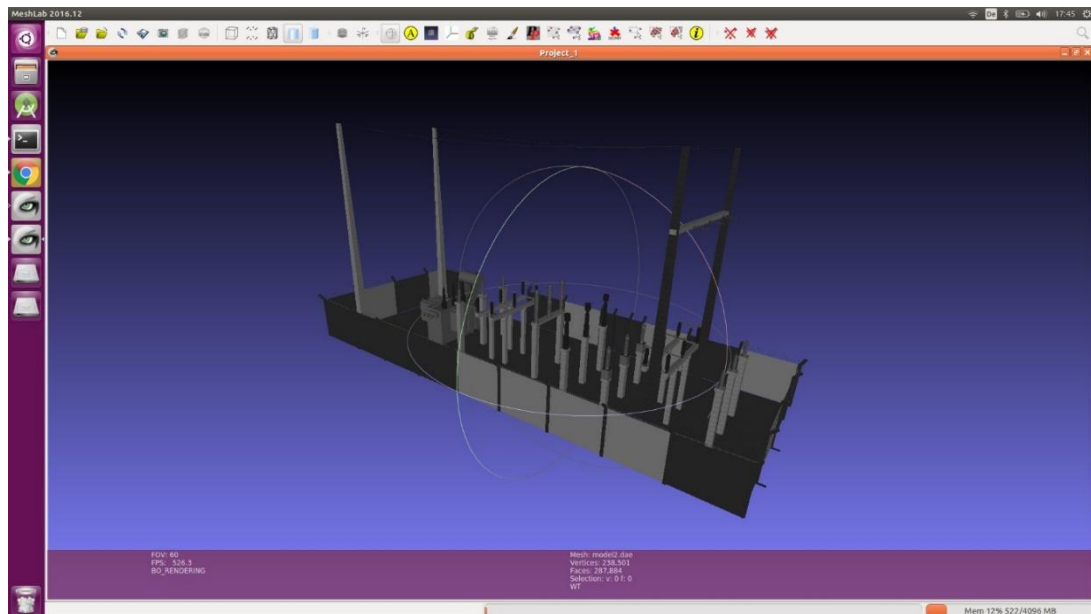 MeshLab 2016.12
De
17:45
Project_1
FOV: 60
FPS: 526.3
BO_RENDERING
Mesh: model2.dae
Vertices: 238,501
Faces: 287,884
Selection: v: 0 f: 0
WT
Mem 12% 522/4096 MB